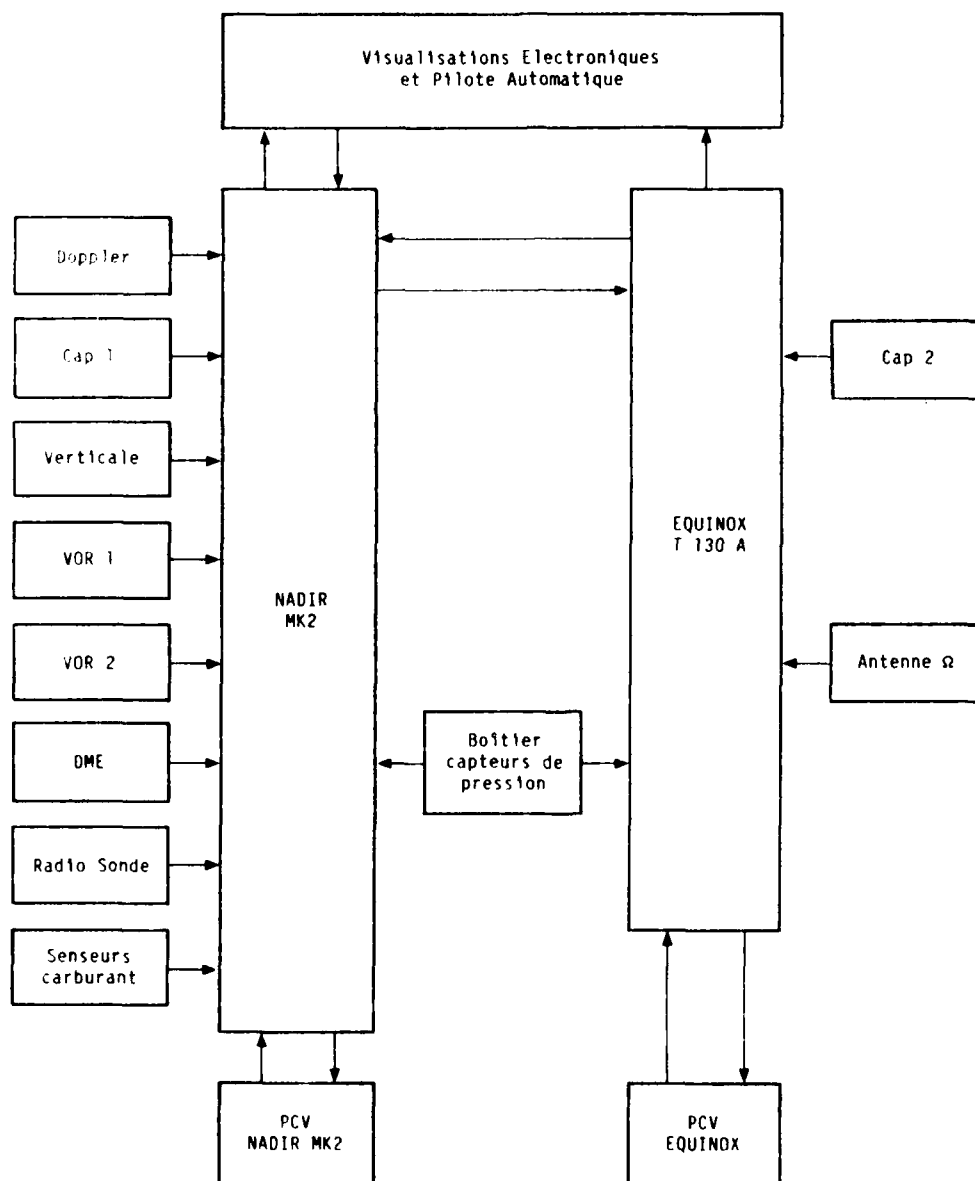 Visualisations Electroniques
et Pilote Automatique
Doppler
Cap 1
Cap 2
Verticale
EQUINOX
T 130 A
VOR 1
NADIR
MK2
VOR 2
Antenne Ω
DME
Boîtier
capteurs de
pression
Radio Sonde
Senseurs
carburant
PCV
NADIR MK2
PCV
EQUINOX